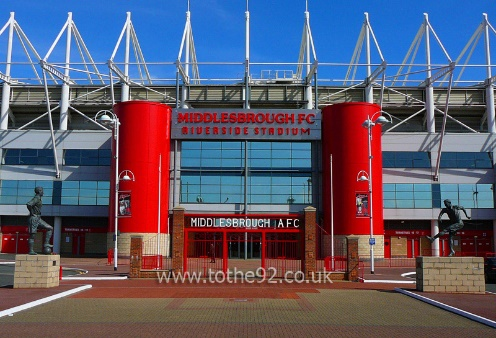 MIDDLESBROUGH FC
RIVERSIDE STADIUM
MIDDLESBROUGH AFC
www.tothe92.co.uk